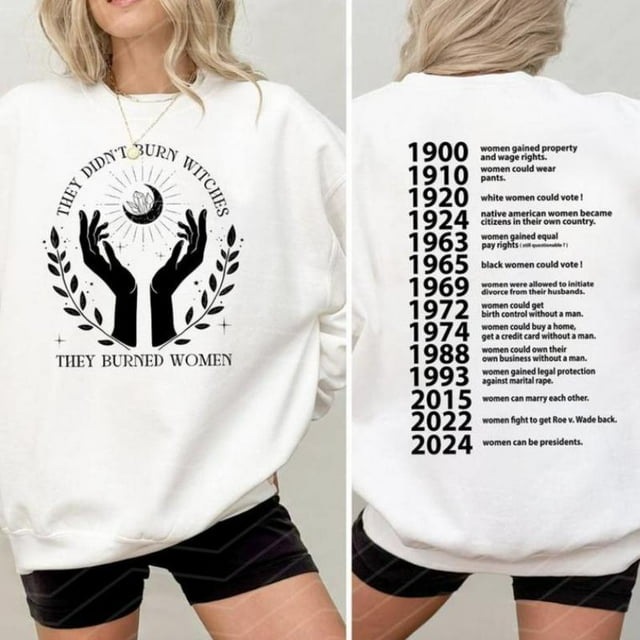 THEY DIDN'T BURN WITCHES
THEY BURNED WOMEN
1900 women gained property
and wage rights.
1910 women could wear
pants.
1920 white women could vote !
1924 native american women became
citizens in their own country.
1963 women gained equal
pay rights ( still questionable ? )
1965 black women could vote !
1969 women were allowed to initiate
divorce from their husbands.
1972 women could get
birth control without a man.
1974 women could buy a home,
get a credit card without a man.
1988 women could own their
own business without a man.
1993 women gained legal protection
against marital rape.
2015 women can marry each other.
2022 women fight to get Roe v. Wade back.
2024 women can be presidents.